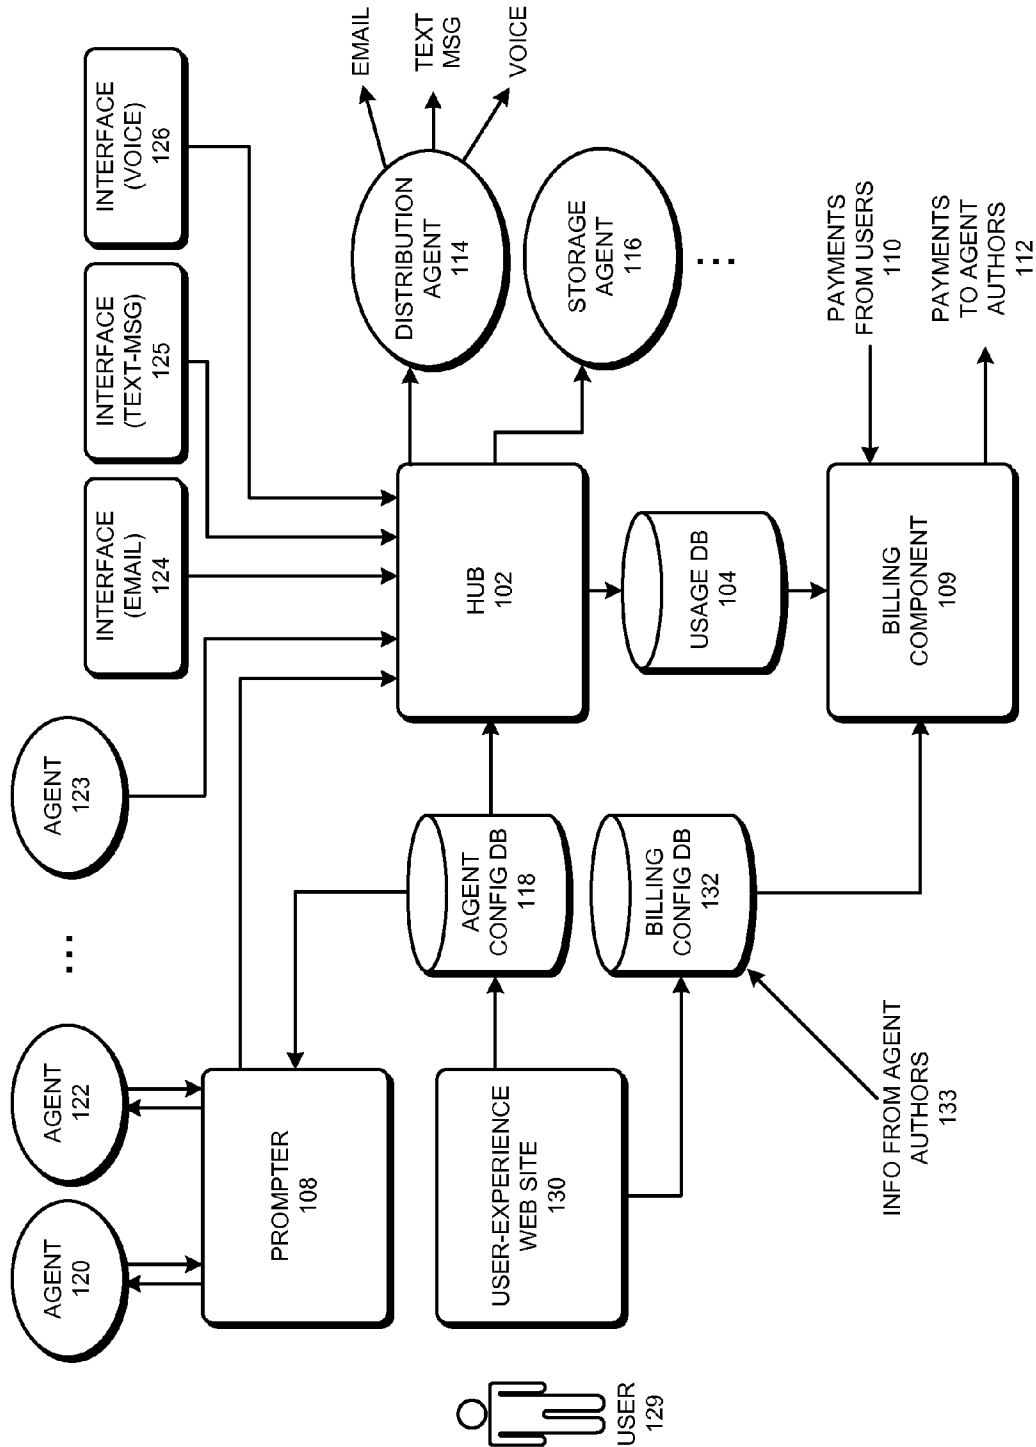 AGENT
120
AGENT
122
...
AGENT
123
INTERFACE
(EMAIL)
124
INTERFACE
(TEXT-MSG)
125
INTERFACE
(VOICE)
126
PROMPTER
108
EMAIL
TEXT
MSG
VOICE
DISTRIBUTION
AGENT
114
USER
129
USER-EXPERIENCE
WEB SITE
130
AGENT
CONFIG DB
118
HUB
102
STORAGE
AGENT
116
...
BILLING
CONFIG DB
132
USAGE DB
104
INFO FROM AGENT
AUTHORS
133
BILLING
COMPONENT
109
PAYMENTS
FROM USERS
110
PAYMENTS
TO AGENT
AUTHORS
112